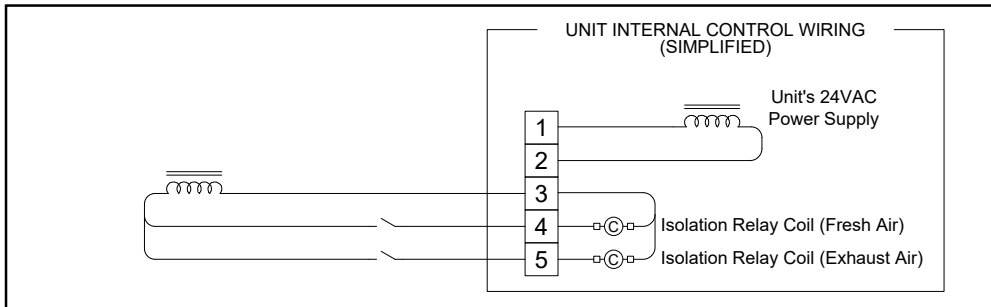 UNIT INTERNAL CONTROL WIRING
(SIMPLIFIED)
Unit's 24VAC
Power Supply
1
2
3
4
C Isolation Relay Coil (Fresh Air)
5
C Isolation Relay Coil (Exhaust Air)